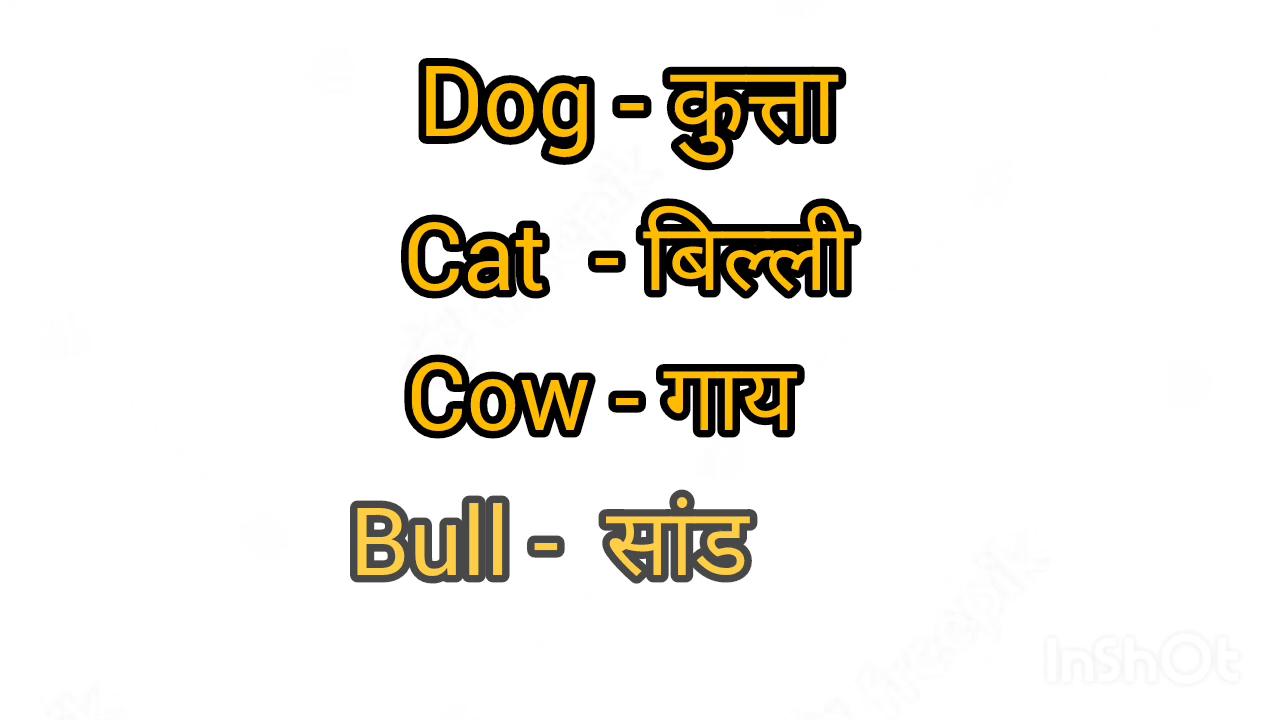 Dog - कुत्ता
Cat - बिल्ली
Cow - गाय
Bull - सांड
InShOt